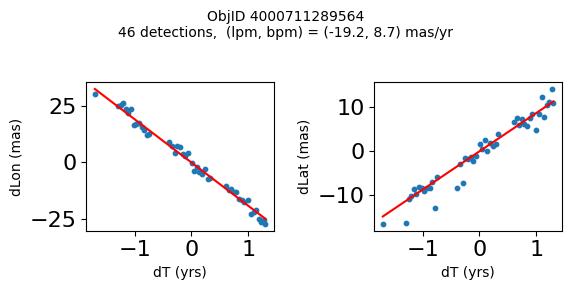 ObjID 4000711289564
46 detections,  (lpm, bpm) = (-19.2, 8.7) mas/yr
dLon (mas)
25
0
−25
−1
0
1
dT (yrs)
dLat (mas)
10
0
−10
−1
0
1
dT (yrs)